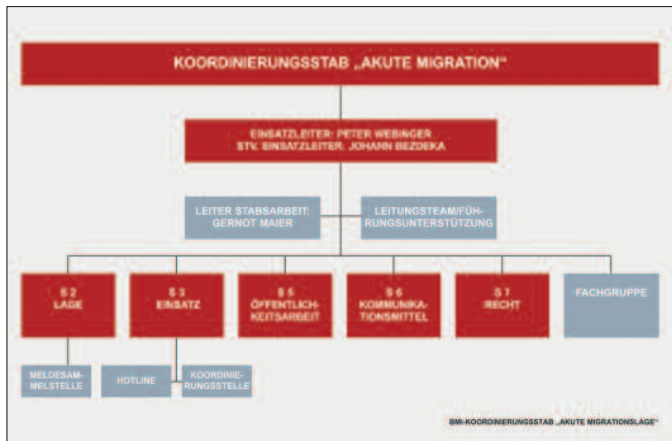 KOORDINIERUNGSSTAB „AKUTE MIGRATION“
EINSATZLEITER: PETER WEBINGER
STV. EINSATZLEITER: JOHANN BEZDEKA
LEITER STABSARBEIT:
GERNOT MAIER
LEITUNGSTEAM/FÜH-
RUNGSUNTERSTÜTZUNG
S 2
LAGE
S 3
EINSATZ
S 5
ÖFFENTLICH-
KEITSARBEIT
S 6
KOMMUNIKA-
TIONSMITTEL
S 7
RECHT
FACHGRUPPE
MELDESAM-
MELSTELLE
HOTLINE
KOORDINIE-
RUNGSSTELLE
BMI-KOORDINIERUNGSSTAB „AKUTE MIGRATIONSLAGE“